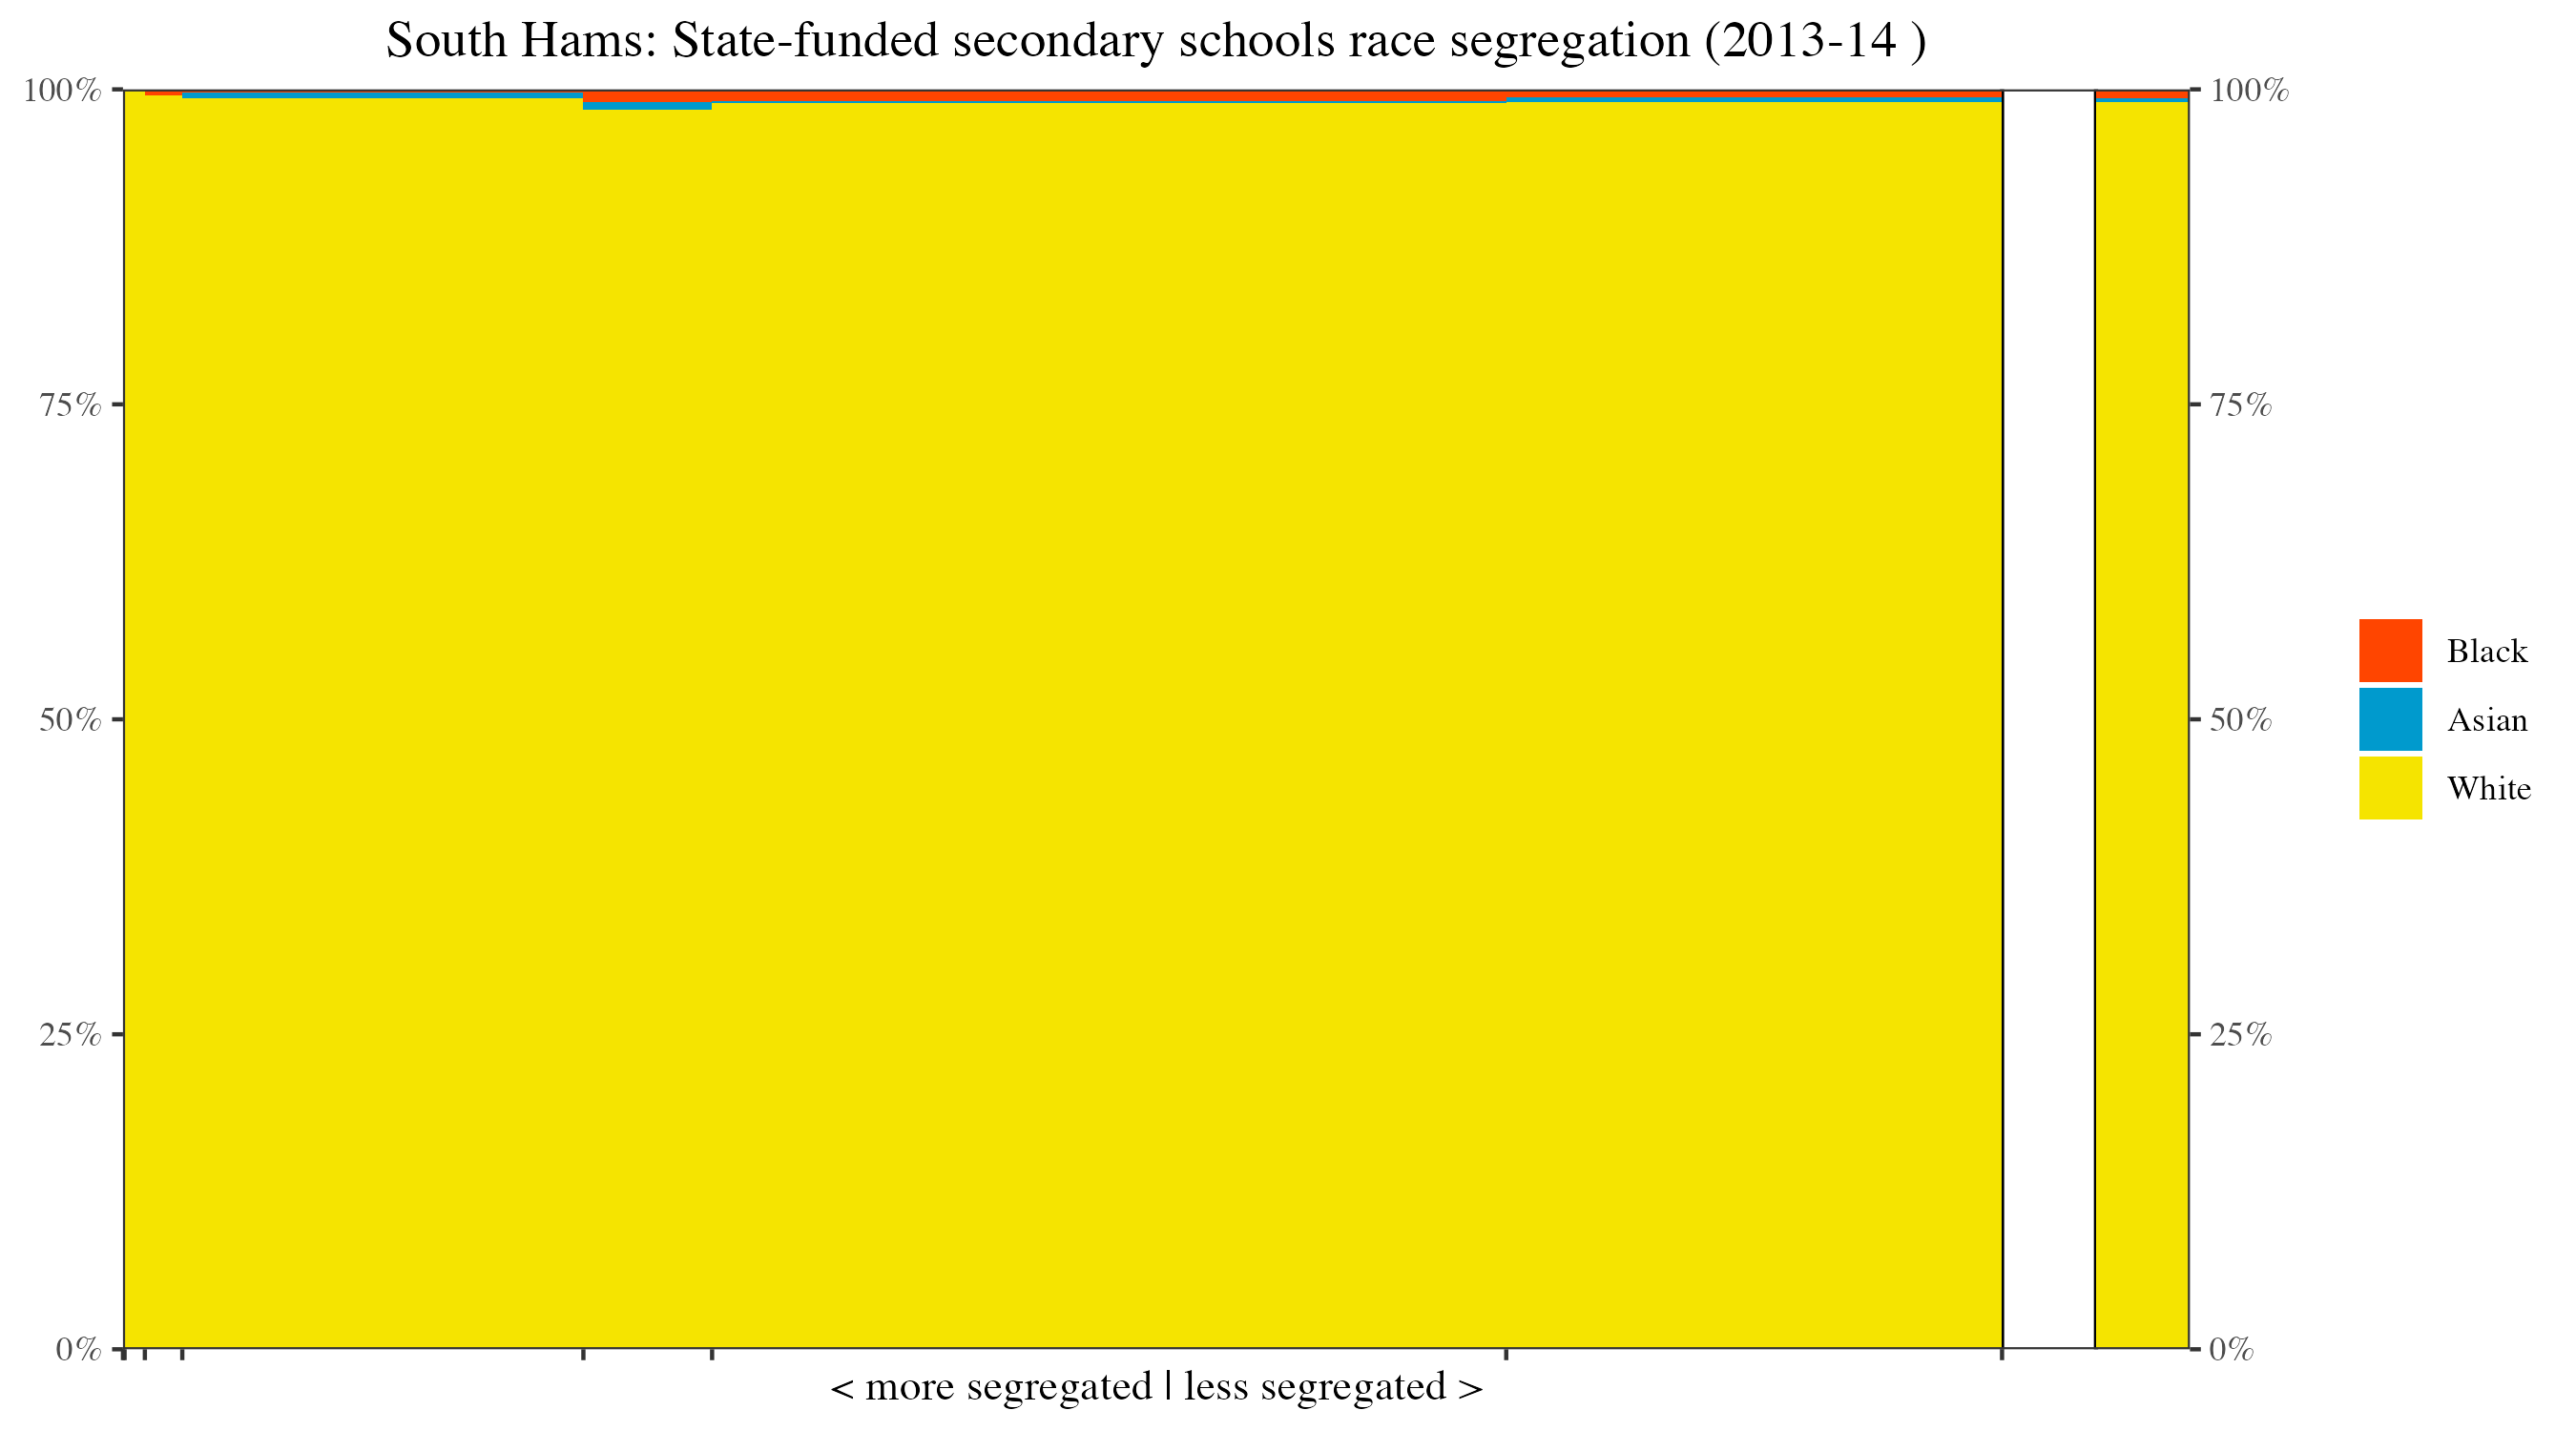 South Hams: State-funded secondary schools race segregation (2013-14 )
100%
75%
50%
25%
0%
100%
75%
50%
25%
0%
Black
Asian
White
< more segregated | less segregated >